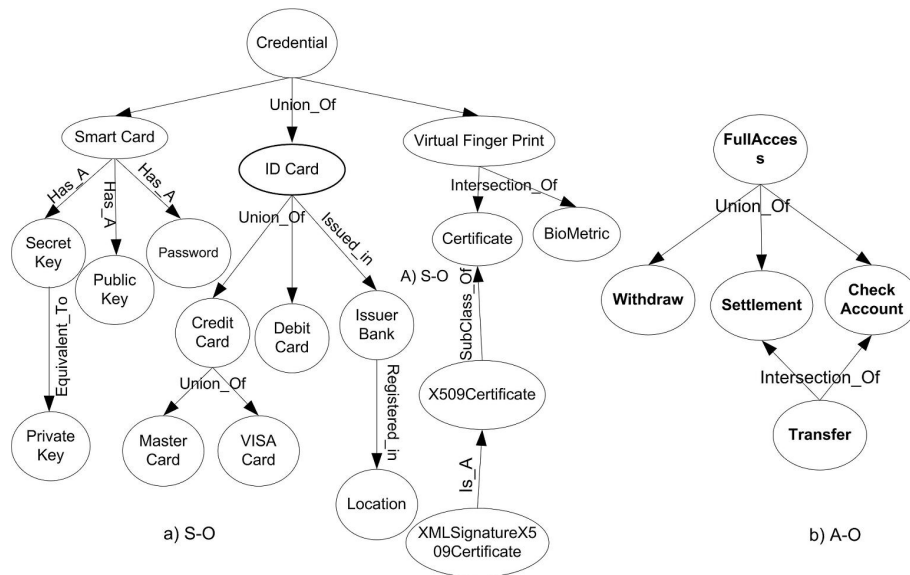 Credential
Union_Of
Smart Card
ID Card
Virtual Finger Print
Has_A
Has_A
Has_A
Union_Of
Issued_in
Intersection_Of
Secret
Key
Public
Key
Password
Certificate
BioMetric
A) S-O
Equivalent_To
Credit
Card
Debit
Card
Issuer
Bank
SubClass_Of
Union_Of
Registered_in
X509Certificate
Private
Key
Master
Card
VISA
Card
Is_A
Location
XMLSignatureX5
09Certificate
a) S-O
FullAcces
s
Union_Of
Withdraw
Settlement
Check
Account
Intersection_Of
Transfer
b) A-O